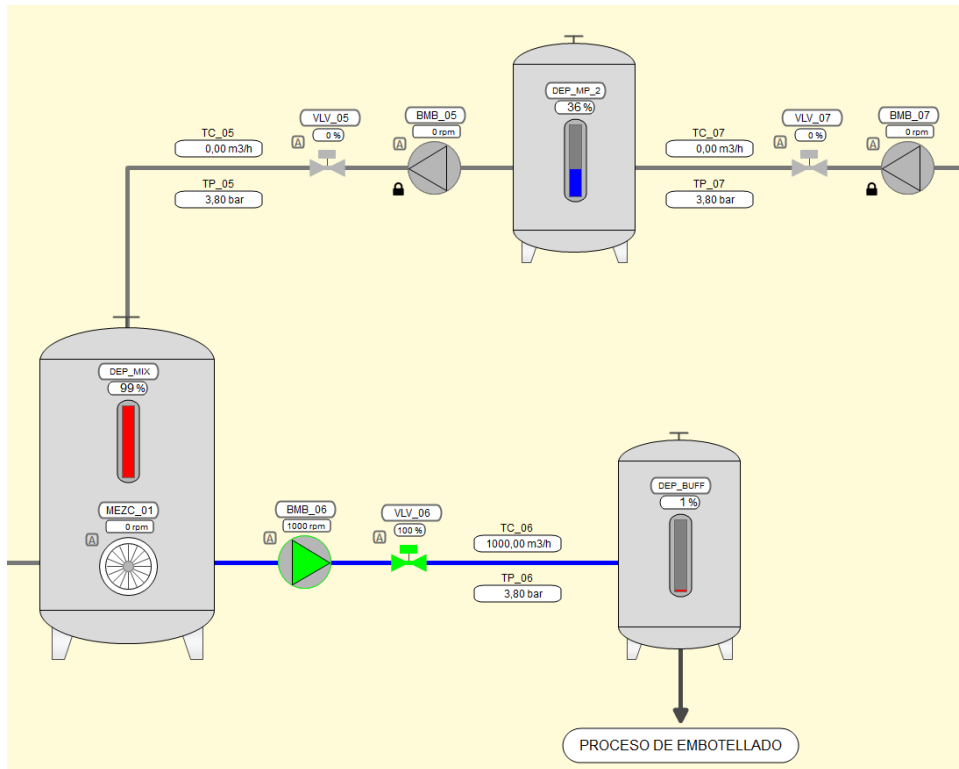 DEP_MP_2
36 %
VLV_05
A
0 %
BMB_05
A
0 rpm
TC_05
0,00 m3/h
TP_05
3,80 bar
TC_07
0,00 m3/h
TP_07
3,80 bar
VLV_07
A
0 %
BMB_07
A
0 rpm
DEP_MIX
99 %
MEZC_01
0 rpm
A
BMB_06
1000 rpm
A
VLV_06
100 %
A
TC_06
1000,00 m3/h
TP_06
3,80 bar
DEP_BUFF
1 %
PROCESO DE EMBOTELLADO